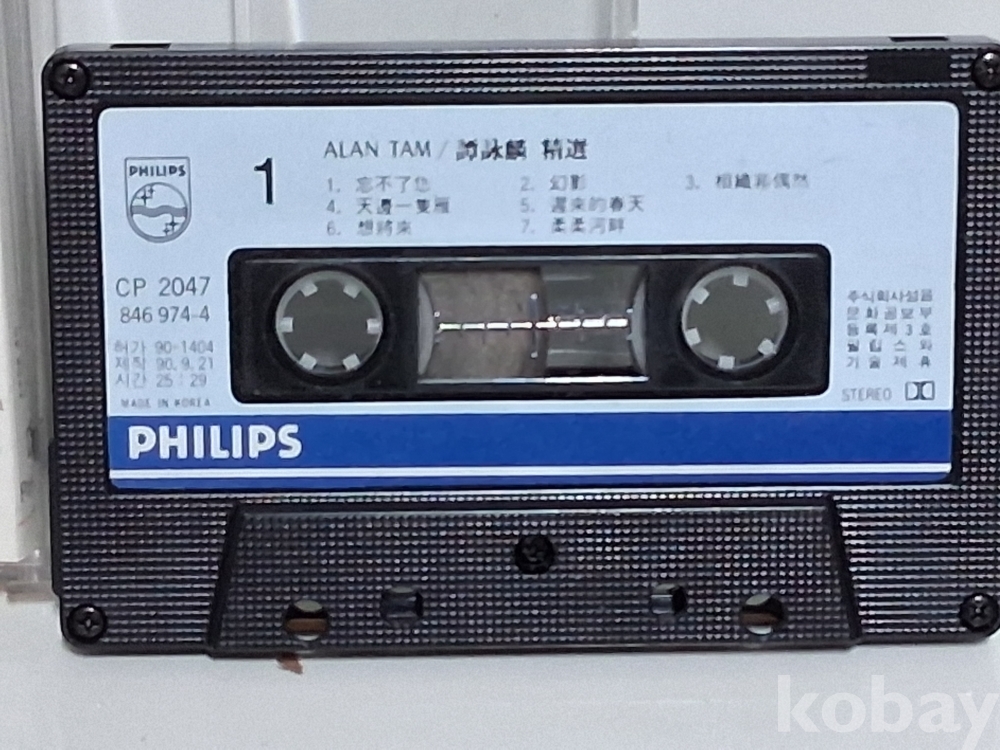 ALAN TAM / 譚詠麟 精選
1
1. 忘不了您 2. 幻影 3. 相識非偶然
4. 天邊一隻雁 5. 遲來的春天
6. 想將來 7. 柔柔河畔
PHILIPS
CP 2047
846 974-4
허가 90-1404
제작 90.9.21
시간 25:29
MADE IN KOREA
주식회사성음
문화공보부
등록제3호
필립스와
기술제휴
STEREO
PHILIPS
kobay